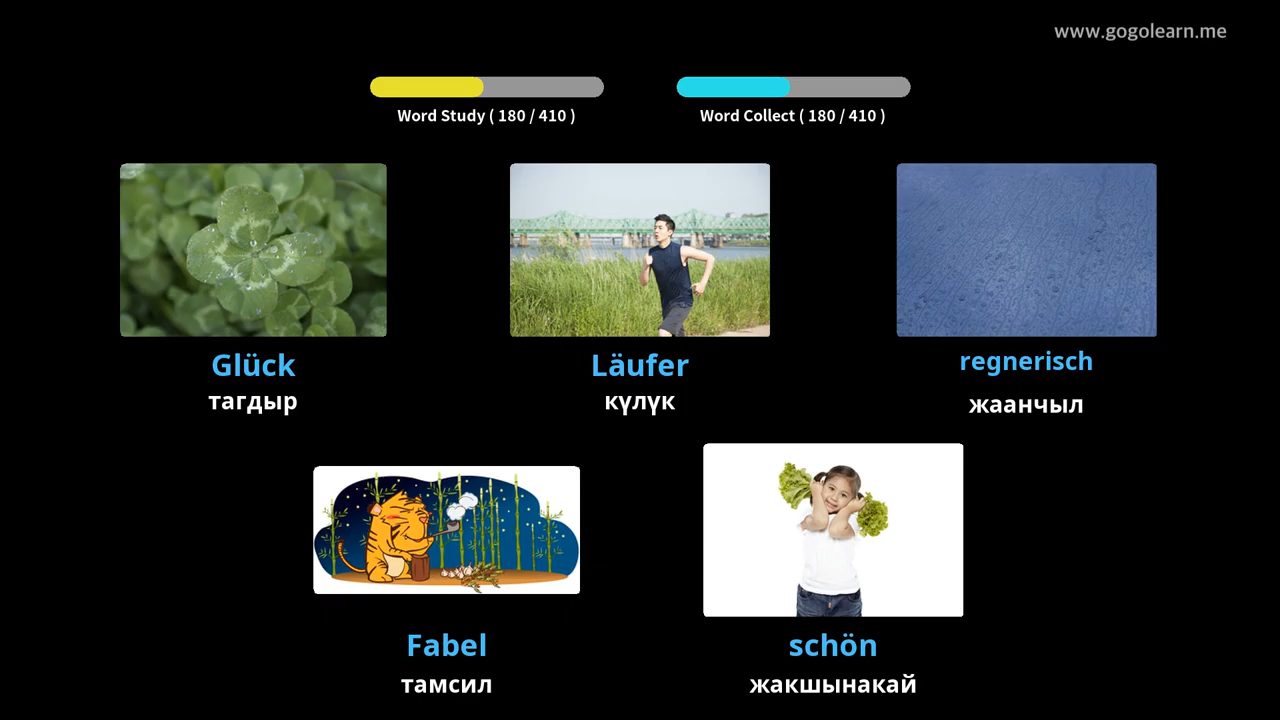 www.gogolearn.me
Word Study ( 180 / 410 )
Word Collect ( 180 / 410 )
Glück
тагдыр
Läufer
күлүк
regnerisch
жаанчыл
Fabel
тамсил
schön
жакшынакай